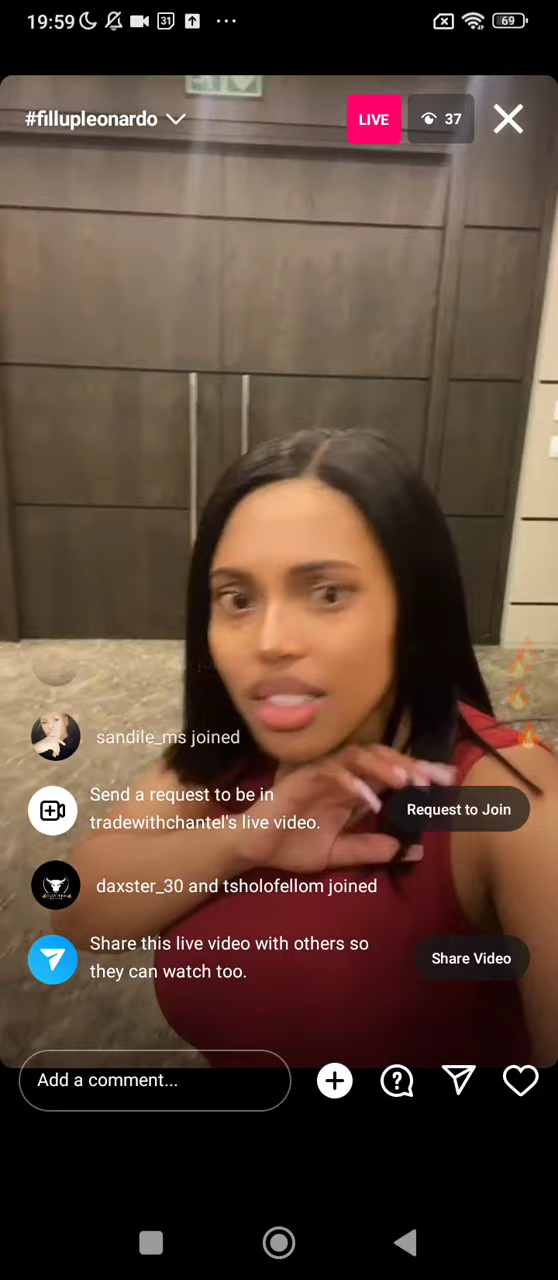 19:59
31
69
#fillupleonardo
LIVE
37
sandile_ms joined
Send a request to be in
tradewithchantel's live video.
Request to Join
daxster_30 and tsholofellom joined
Share this live video with others so
they can watch too.
Share Video
Add a comment...